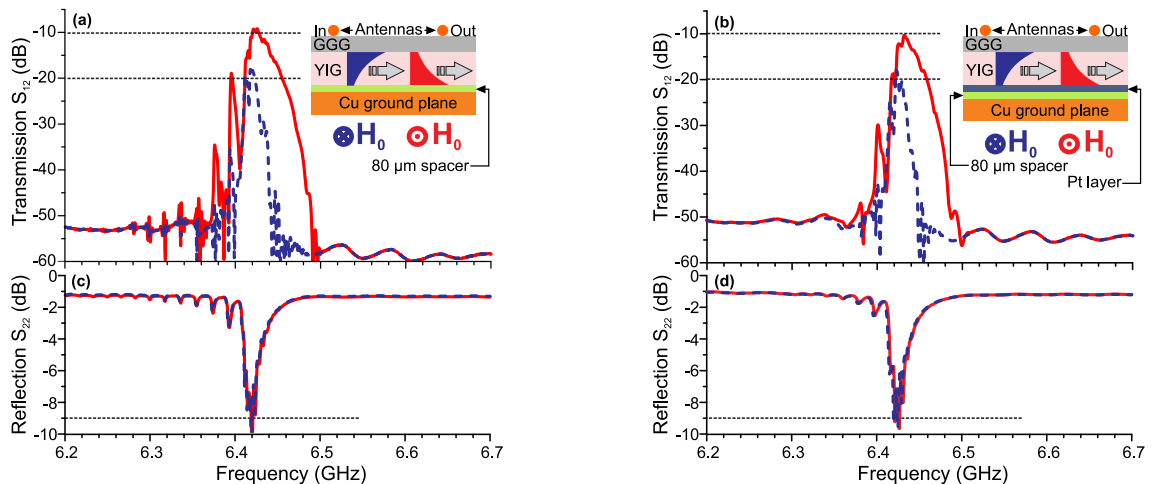 (a)
In Antennas Out
GGG
YIG
Cu ground plane
H0 H0
80 µm spacer
Transmission S12 (dB)
-10
-20
-30
-40
-50
-60
(c)
Reflection S22 (dB)
0
-2
-4
-6
-8
-10
6.2 6.3 6.4 6.5 6.6 6.7
Frequency (GHz)
(b)
In Antennas Out
GGG
YIG
Cu ground plane
H0 H0
80 µm spacer
Pt layer
Transmission S12 (dB)
-10
-20
-30
-40
-50
-60
(d)
Reflection S22 (dB)
0
-2
-4
-6
-8
-10
6.2 6.3 6.4 6.5 6.6 6.7
Frequency (GHz)